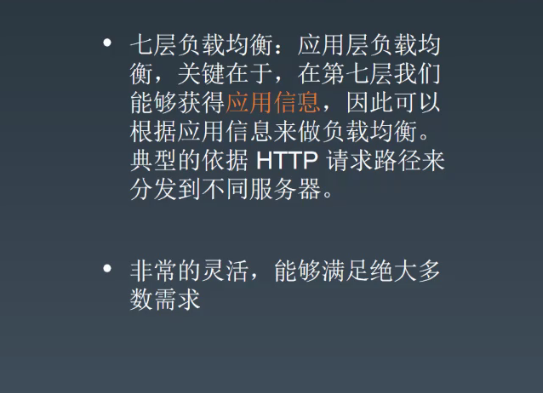 • 七层负载均衡：应用层负载均
衡，关键在于，在第七层我们
能够获得应用信息，因此可以
根据应用信息来做负载均衡。
典型的依据 HTTP 请求路径来
分发到不同服务器。
• 非常的灵活，能够满足绝大多
数需求